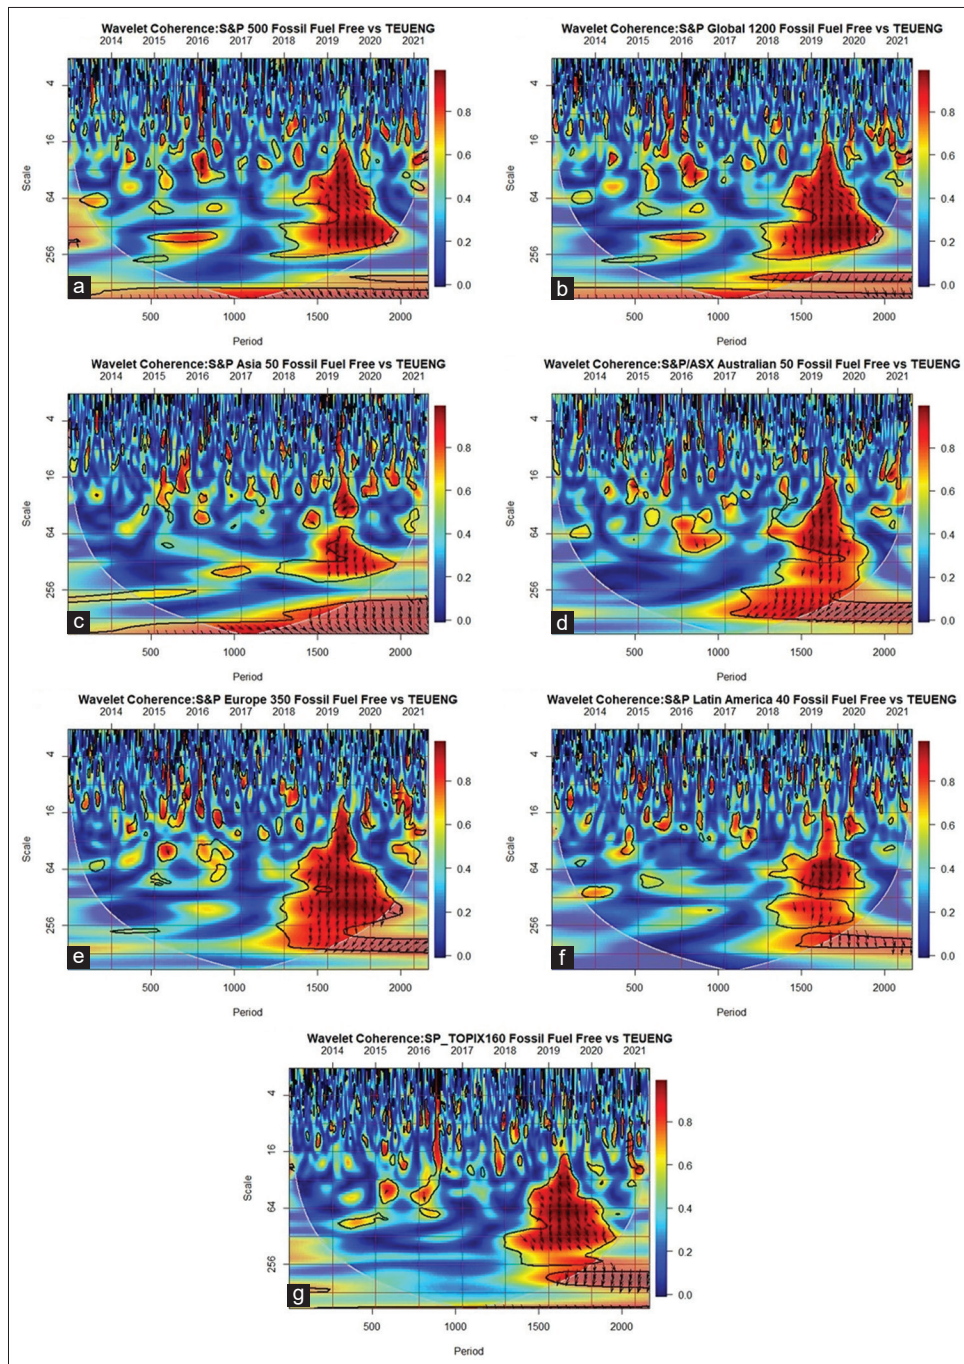 Wavelet Coherence:S&P 500 Fossil Fuel Free vs TEUENG
2014 2015 2016 2017 2018 2019 2020 2021
Scale
4
16
64
256
0.8
0.6
0.4
0.2
0.0
a
500 1000 1500 2000
Period
Wavelet Coherence:S&P Global 1200 Fossil Fuel Free vs TEUENG
2014 2015 2016 2017 2018 2019 2020 2021
Scale
4
16
64
256
0.8
0.6
0.4
0.2
0.0
b
500 1000 1500 2000
Period
Wavelet Coherence:S&P Asia 50 Fossil Fuel Free vs TEUENG
2014 2015 2016 2017 2018 2019 2020 2021
Scale
4
16
64
256
0.8
0.6
0.4
0.2
0.0
c
500 1000 1500 2000
Period
Wavelet Coherence:S&P/ASX Australian 50 Fossil Fuel Free vs TEUENG
2014 2015 2016 2017 2018 2019 2020 2021
Scale
4
16
64
256
0.8
0.6
0.4
0.2
0.0
d
500 1000 1500 2000
Period
Wavelet Coherence:S&P Europe 350 Fossil Fuel Free vs TEUENG
2014 2015 2016 2017 2018 2019 2020 2021
Scale
4
16
64
256
0.8
0.6
0.4
0.2
0.0
e
500 1000 1500 2000
Period
Wavelet Coherence:S&P Latin America 40 Fossil Fuel Free vs TEUENG
2014 2015 2016 2017 2018 2019 2020 2021
Scale
4
16
64
256
0.8
0.6
0.4
0.2
0.0
f
500 1000 1500 2000
Period
Wavelet Coherence:SP_TOPIX160 Fossil Fuel Free vs TEUENG
2014 2015 2016 2017 2018 2019 2020 2021
Scale
4
16
64
256
0.8
0.6
0.4
0.2
0.0
g
500 1000 1500 2000
Period